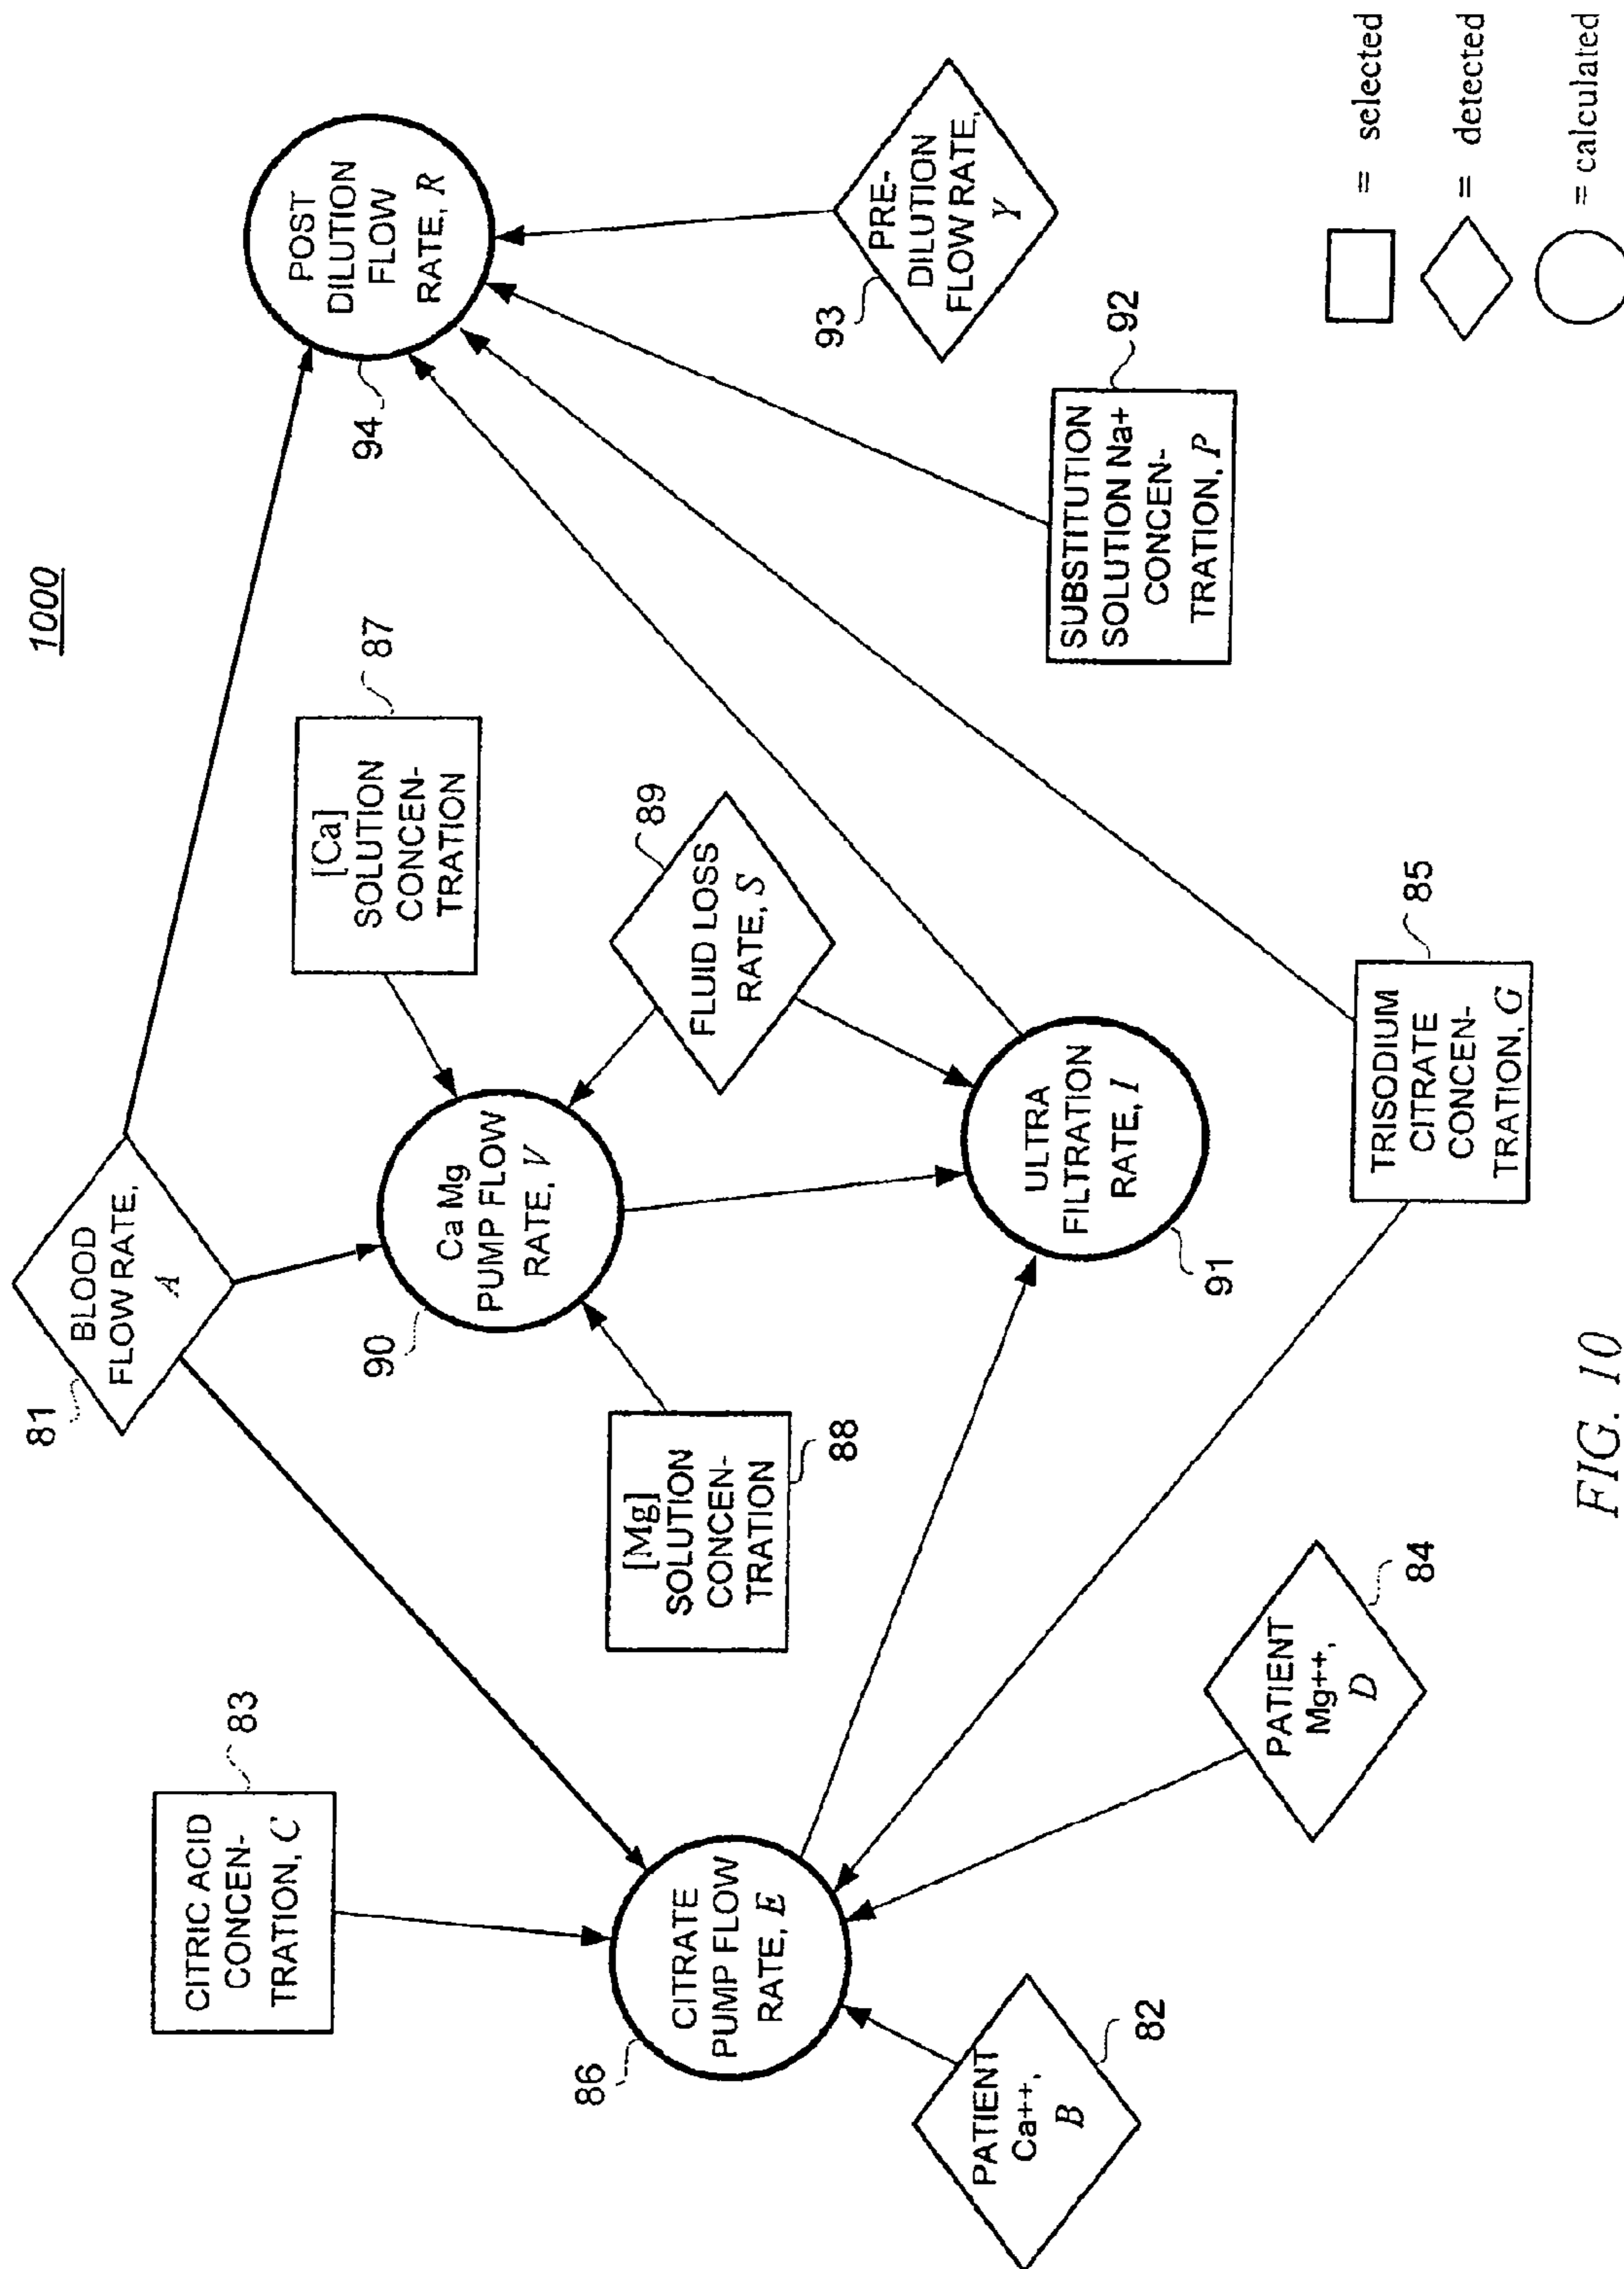 1000
81
BLOOD
FLOW RATE,
A
83
CITRIC ACID
CONCEN-
TRATION, C
87
[Ca]
SOLUTION
CONCEN-
TRATION
POST
DILUTION
FLOW
RATE, R
94
90
Ca Mg
PUMP FLOW
RATE, V
89
FLUID LOSS
RATE, S
[Mg]
SOLUTION
CONCEN-
TRATION
88
86
CITRATE
PUMP FLOW
RATE, E
93
PRE-
DILUTION
FLOW RATE,
Y
ULTRA
FILTRATION
RATE, I
91
92
SUBSTITUTION
SOLUTION Na+
CONCEN-
TRATION, P
PATIENT
Ca++,
B
82
PATIENT
Mg++,
D
84
85
TRISODIUM
CITRATE
CONCEN-
TRATION, G
= selected
= detected
= calculated
FIG. 10